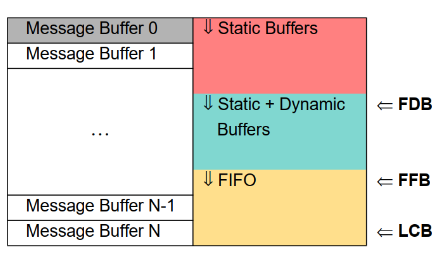 Message Buffer 0 ⇓ Static Buffers
Message Buffer 1
⇓ Static + Dynamic ⇐ FDB
… Buffers
⇓ FIFO ⇐ FFB
Message Buffer N-1
Message Buffer N ⇐ LCB